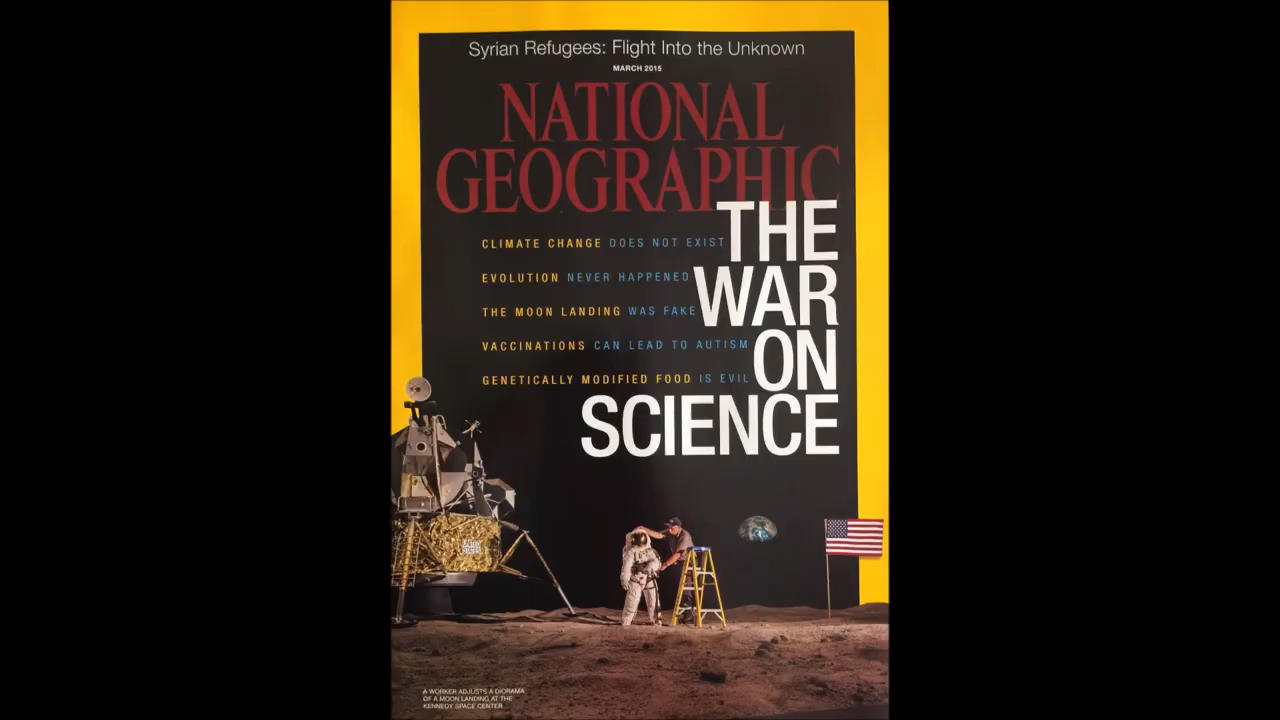 Syrian Refugees: Flight Into the Unknown
MARCH 2015
NATIONAL
GEOGRAPHIC
THE
WAR
ON
SCIENCE
CLIMATE CHANGE DOES NOT EXIST
EVOLUTION NEVER HAPPENED
THE MOON LANDING WAS FAKE
VACCINATIONS CAN LEAD TO AUTISM
GENETICALLY MODIFIED FOOD IS EVIL
A WORKER ADJUSTS A DIORAMA
OF A MOON LANDING AT THE
KENNEDY SPACE CENTER